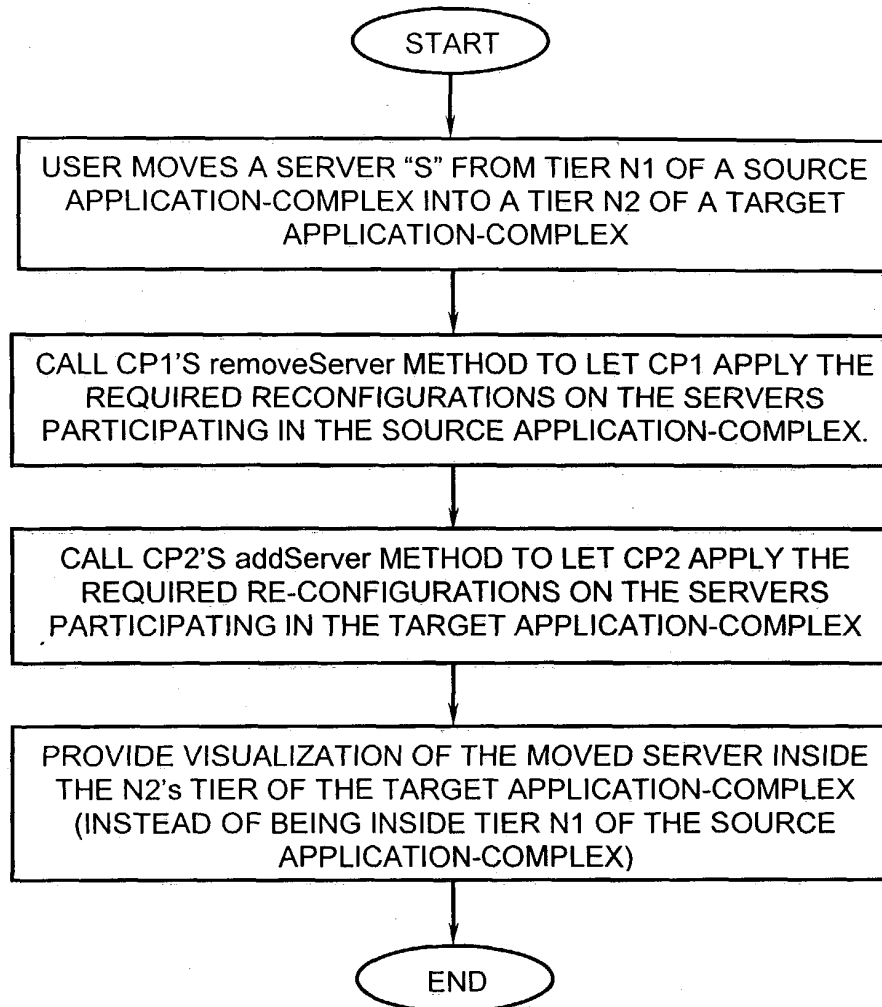 START
USER MOVES A SERVER “S” FROM TIER N1 OF A SOURCE
APPLICATION-COMPLEX INTO A TIER N2 OF A TARGET
APPLICATION-COMPLEX
CALL CP1'S removeServer METHOD TO LET CP1 APPLY THE
REQUIRED RECONFIGURATIONS ON THE SERVERS
PARTICIPATING IN THE SOURCE APPLICATION-COMPLEX.
CALL CP2'S addServer METHOD TO LET CP2 APPLY THE
REQUIRED RE-CONFIGURATIONS ON THE SERVERS
PARTICIPATING IN THE TARGET APPLICATION-COMPLEX
PROVIDE VISUALIZATION OF THE MOVED SERVER INSIDE
THE N2's TIER OF THE TARGET APPLICATION-COMPLEX
(INSTEAD OF BEING INSIDE TIER N1 OF THE SOURCE
APPLICATION-COMPLEX)
END